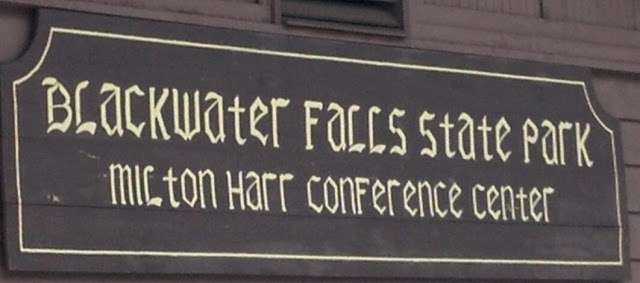 Blackwater Falls State Park
Milton Harr Conference Center